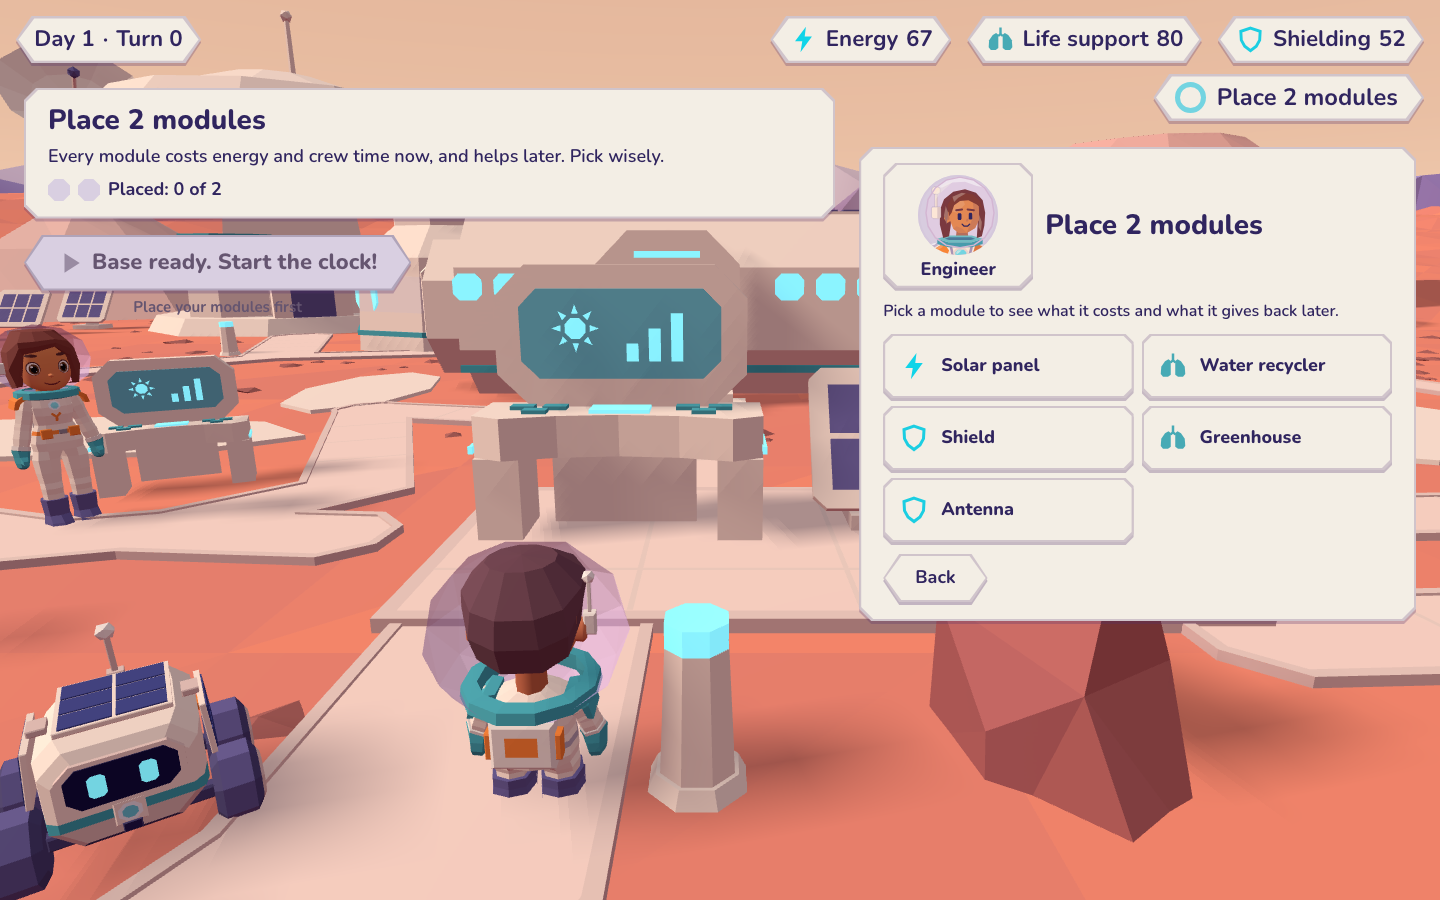 Day 1 · Turn 0
Energy 67
Life support 80
Shielding 52
Place 2 modules
Place 2 modules
Every module costs energy and crew time now, and helps later. Pick wisely.
Placed: 0 of 2
Base ready. Start the clock!
Place your modules first
Engineer
Place 2 modules
Pick a module to see what it costs and what it gives back later.
Solar panel
Water recycler
Shield
Greenhouse
Antenna
Back